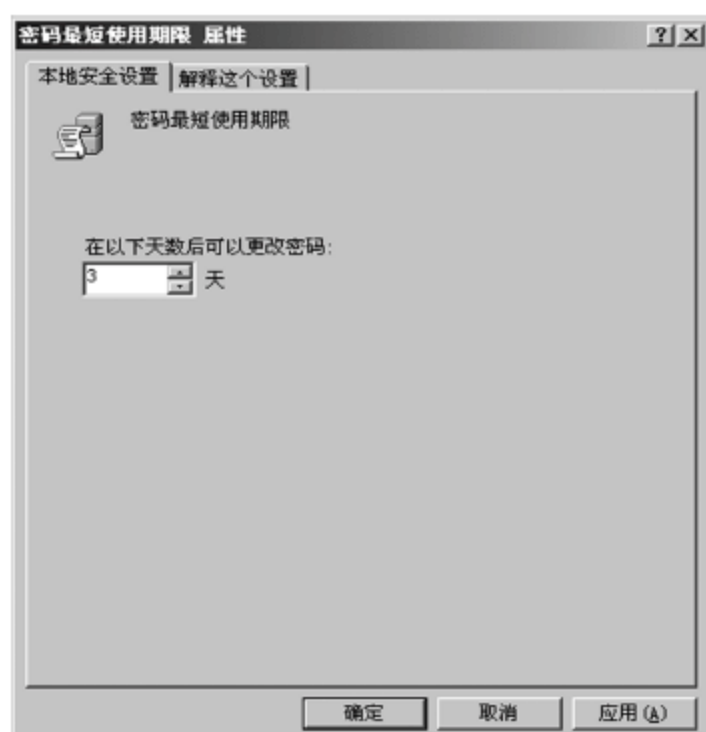 密码最短使用期限 属性
本地安全设置 解释这个设置
密码最短使用期限
在以下天数后可以更改密码:
3 天
确定 取消 应用(A)